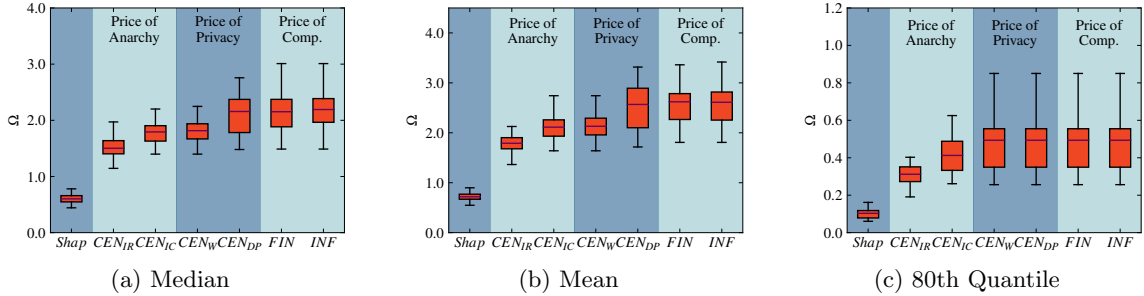 4.0
3.0
2.0
1.0
0.0
Ω
Price of
Anarchy
Price of
Privacy
Price of
Comp.
Shap CEN_IR CEN_IC CEN_W CEN_DP FIN INF
(a) Median
4.0
3.0
2.0
1.0
0.0
Ω
Price of
Anarchy
Price of
Privacy
Price of
Comp.
Shap CEN_IR CEN_IC CEN_W CEN_DP FIN INF
(b) Mean
1.2
1.0
0.8
0.6
0.4
0.2
0.0
Ω
Price of
Anarchy
Price of
Privacy
Price of
Comp.
Shap CEN_IR CEN_IC CEN_W CEN_DP FIN INF
(c) 80th Quantile